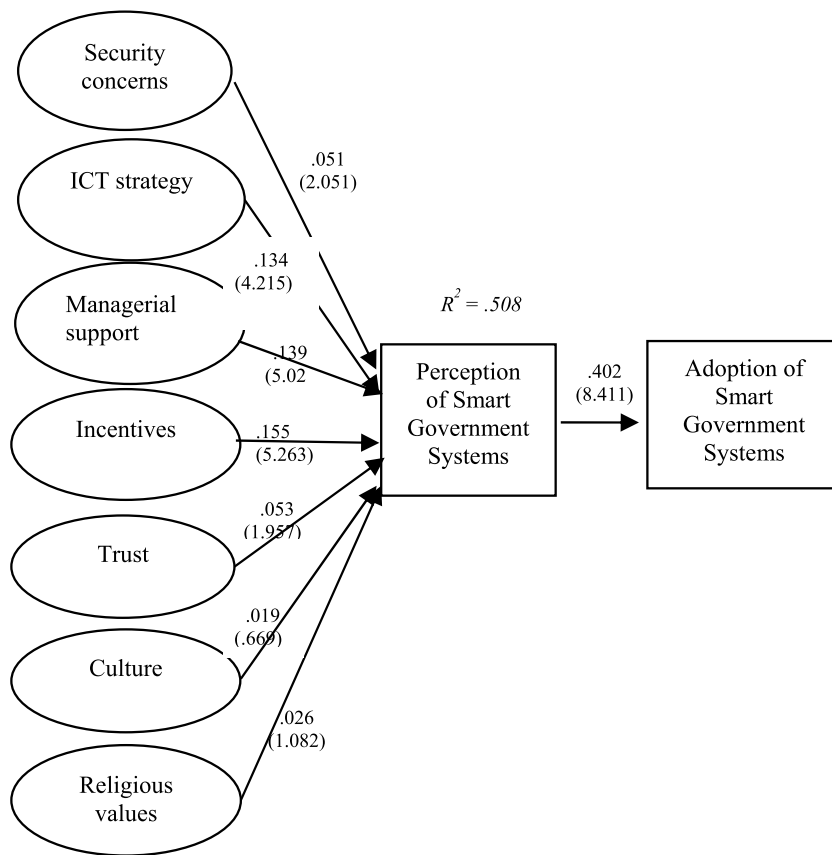 Security
concerns
.051
(2.051)
ICT strategy
.134
(4.215)
Managerial
support
.139
(5.02
R² = .508
Perception
of Smart
Government
Systems
.402
(8.411)
Adoption of
Smart
Government
Systems
Incentives
.155
(5.263)
Trust
.053
(1.957)
Culture
.019
(.669)
Religious
values
.026
(1.082)